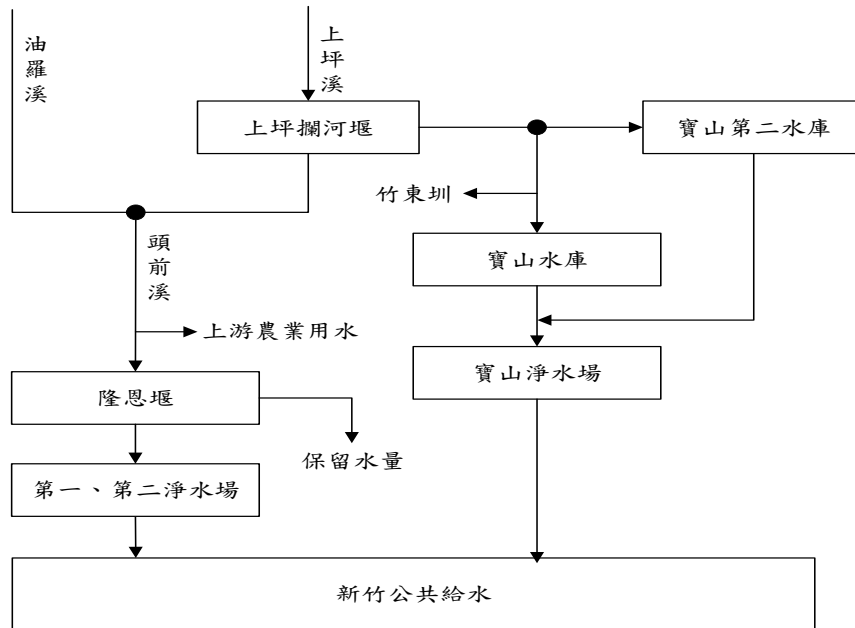 油羅溪
上坪溪
上坪攔河堰
寶山第二水庫
竹東圳
寶山水庫
頭前溪
上游農業用水
寶山淨水場
隆恩堰
保留水量
第一、第二淨水場
新竹公共給水